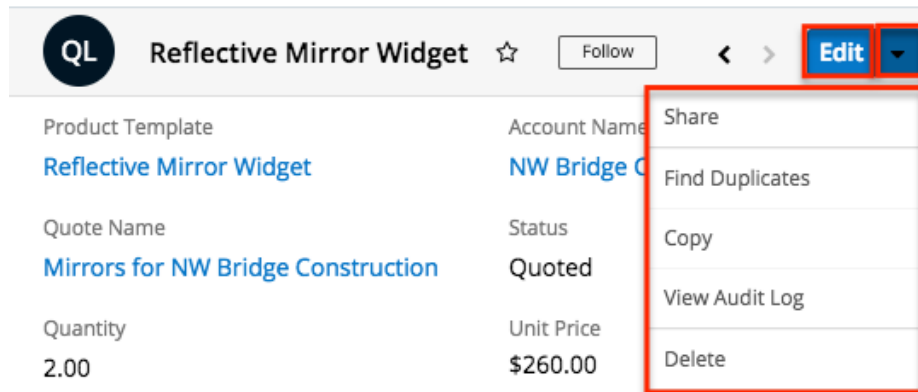 QL Reflective Mirror Widget Follow Edit
Product Template Account Name Share
Reflective Mirror Widget NW Bridge C Find Duplicates
Quote Name Status Copy
Mirrors for NW Bridge Construction Quoted View Audit Log
Quantity Unit Price Delete
2.00 $260.00